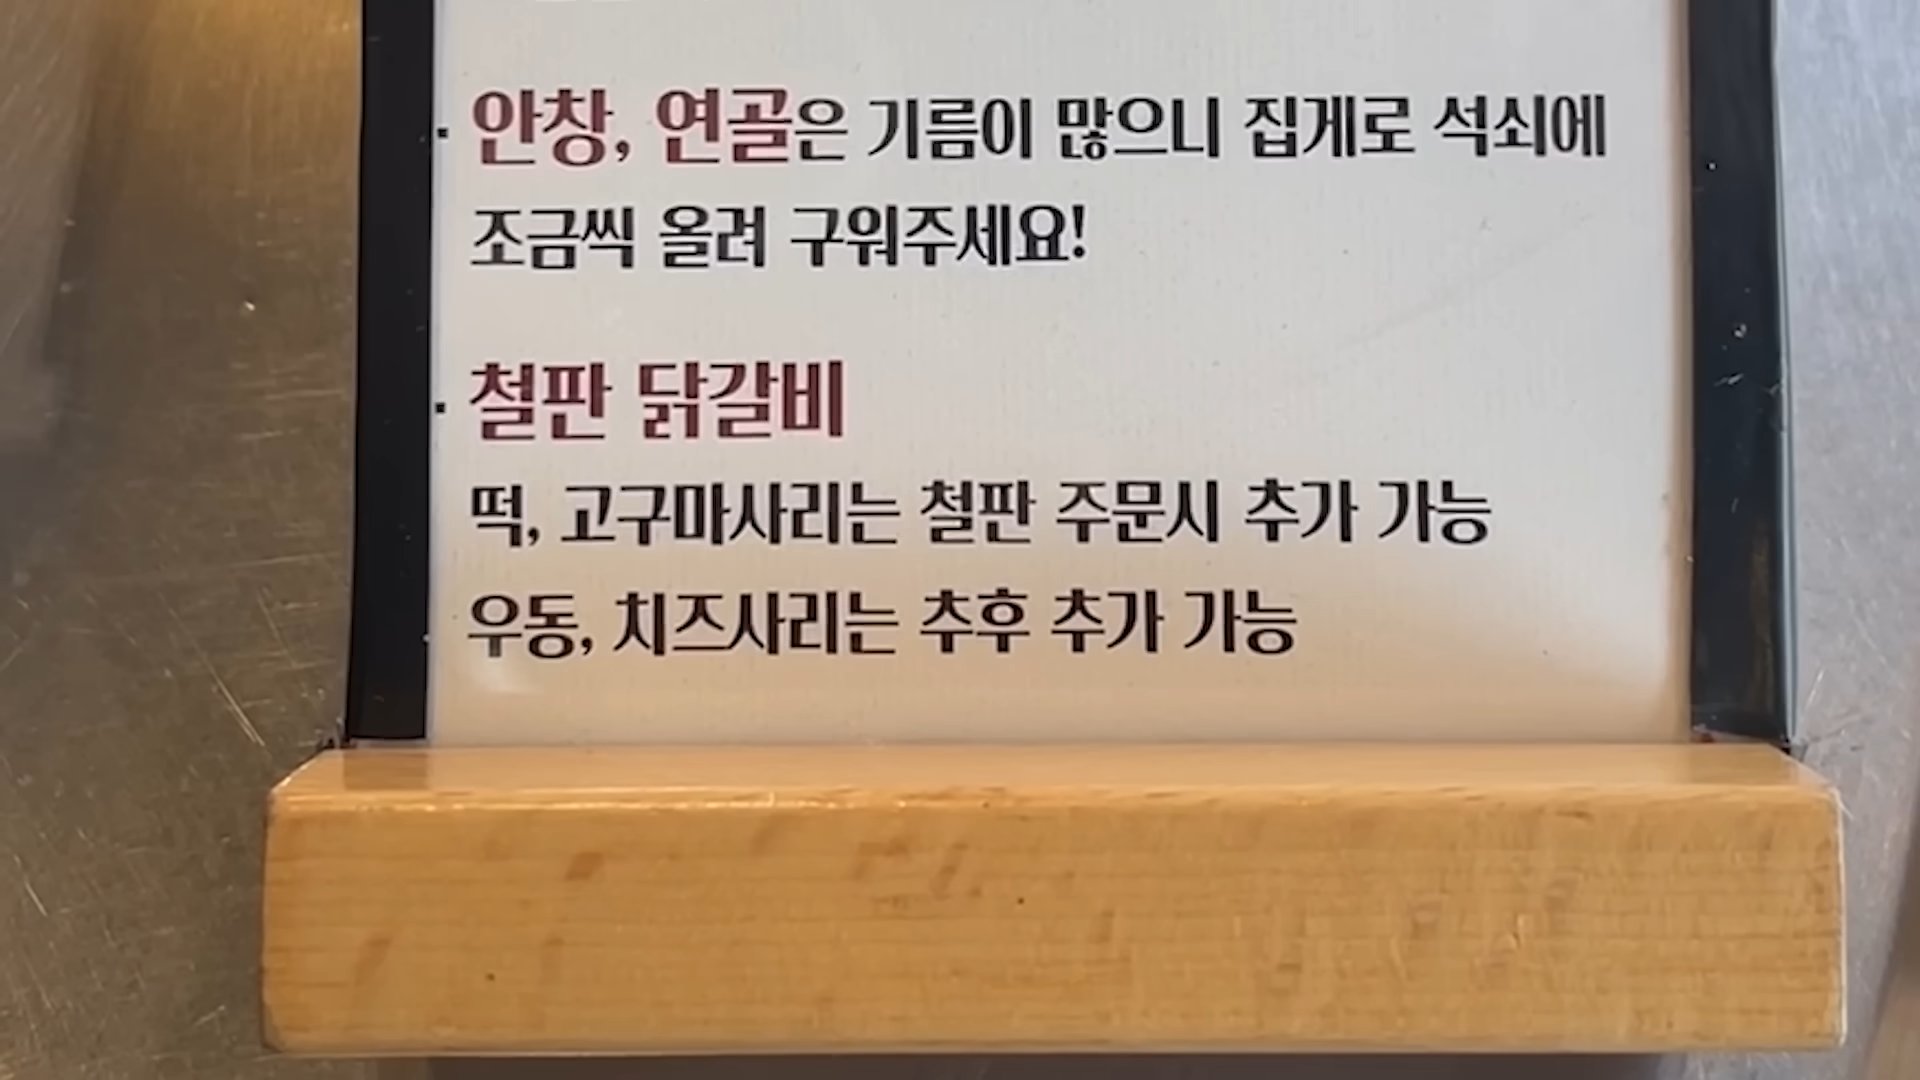 · 안창, 연골은 기름이 많으니 집게로 석쇠에
조금씩 올려 구워주세요!
· 철판 닭갈비
떡, 고구마사리는 철판 주문시 추가 가능
우동, 치즈사리는 추후 추가 가능